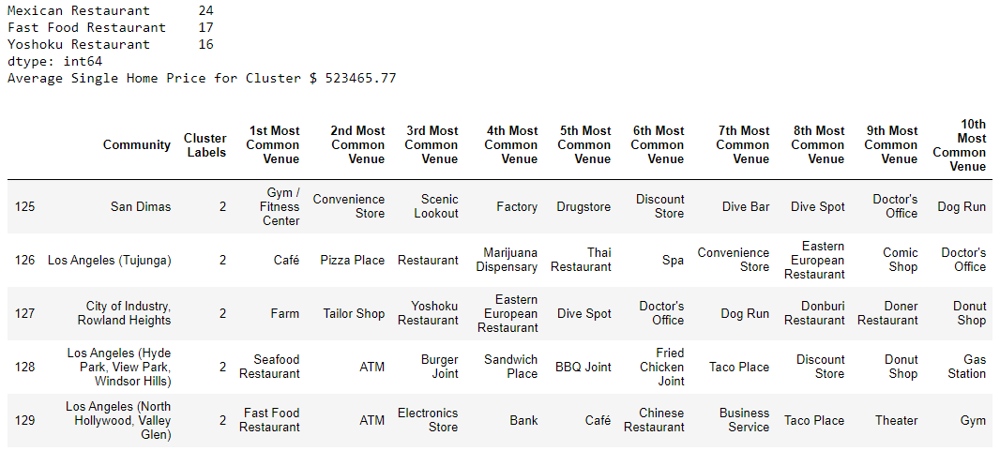 Mexican Restaurant 24
Fast Food Restaurant 17
Yoshoku Restaurant 16
dtype: int64
Average Single Home Price for Cluster $ 523465.77
Community Cluster Labels 1st Most Common Venue 2nd Most Common Venue 3rd Most Common Venue 4th Most Common Venue 5th Most Common Venue 6th Most Common Venue 7th Most Common Venue 8th Most Common Venue 9th Most Common Venue 10th Most Common Venue
125 San Dimas 2 Gym / Fitness Center Convenience Store Scenic Lookout Factory Drugstore Discount Store Dive Bar Dive Spot Doctor's Office Dog Run
126 Los Angeles (Tujunga) 2 Café Pizza Place Restaurant Marijuana Dispensary Thai Restaurant Spa Convenience Store Eastern European Restaurant Comic Shop Doctor's Office
127 City of Industry, Rowland Heights 2 Farm Tailor Shop Yoshoku Restaurant Eastern European Restaurant Dive Spot Doctor's Office Dog Run Donburi Restaurant Doner Restaurant Donut Shop
128 Los Angeles (Hyde Park, View Park, Windsor Hills) 2 Seafood Restaurant ATM Burger Joint Sandwich Place BBQ Joint Fried Chicken Joint Taco Place Discount Store Donut Shop Gas Station
129 Los Angeles (North Hollywood, Valley Glen) 2 Fast Food Restaurant ATM Electronics Store Bank Café Chinese Restaurant Business Service Taco Place Theater Gym